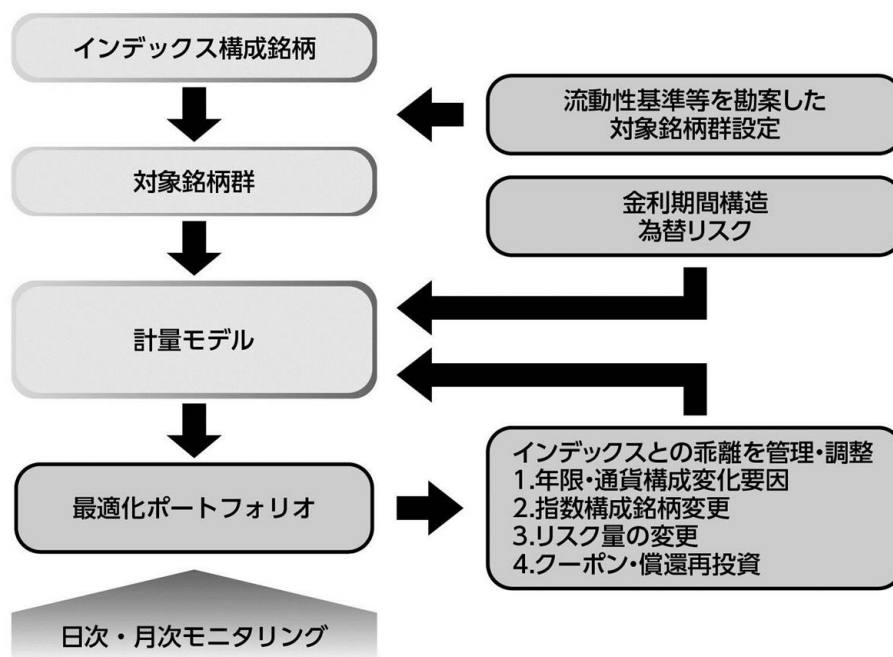 インデックス構成銘柄
流動性基準等を勘案した
対象銘柄群設定
対象銘柄群
金利期間構造
為替リスク
計量モデル
インデックスとの乖離を管理・調整
1.年限・通貨構成変化要因
2.指数構成銘柄変更
3.リスク量の変更
4.クーポン・償還再投資
最適化ポートフォリオ
日次・月次モニタリング